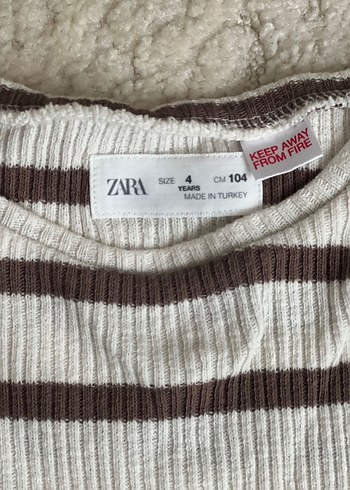 ZARA
SIZE 4 YEARS
CM 104
MADE IN TURKEY
KEEP AWAY
FROM FIRE